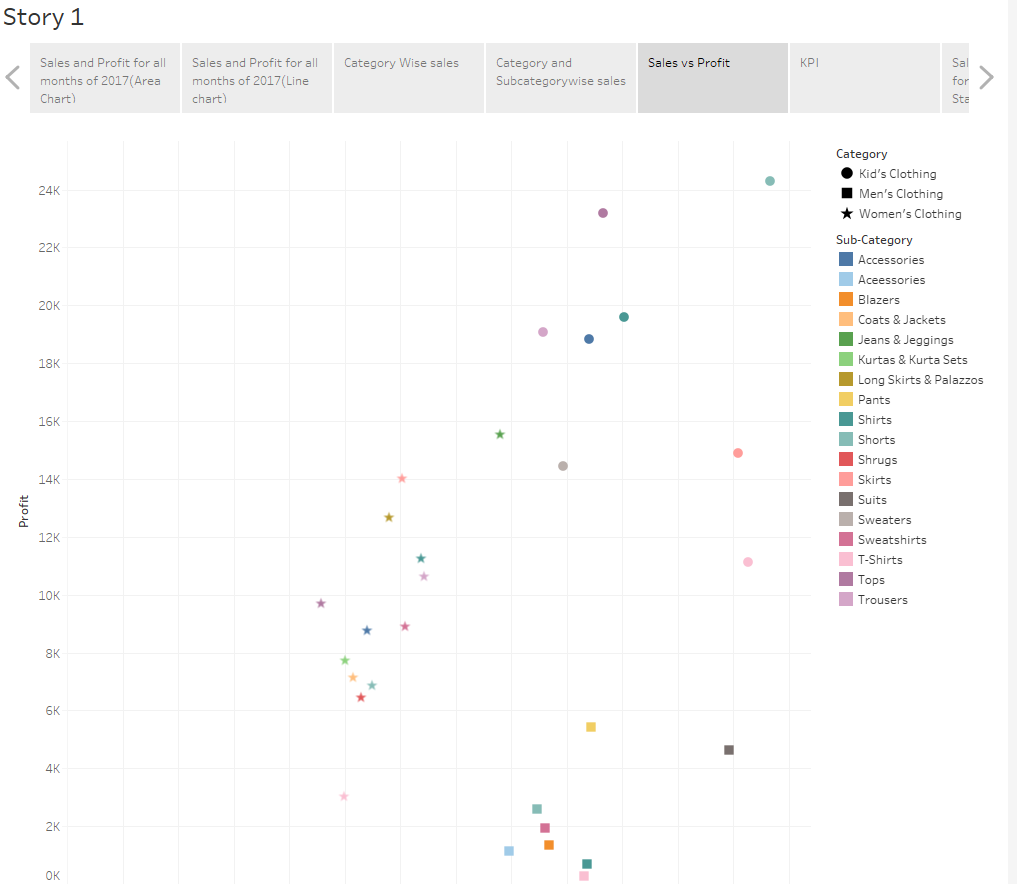 Story 1
Sales and Profit for all
months of 2017(Area
Chart)
Sales and Profit for all
months of 2017(Line
chart)
Category Wise sales
Category and
Subcategorywise sales
Sales vs Profit
KPI
Sal
for
Sta
Category
Kid's Clothing
Men's Clothing
Women's Clothing
Sub-Category
Accessories
Aceessories
Blazers
Coats & Jackets
Jeans & Jeggings
Kurtas & Kurta Sets
Long Skirts & Palazzos
Pants
Shirts
Shorts
Shrugs
Skirts
Suits
Sweaters
Sweatshirts
T-Shirts
Tops
Trousers
Profit
24K
22K
20K
18K
16K
14K
12K
10K
8K
6K
4K
2K
0K